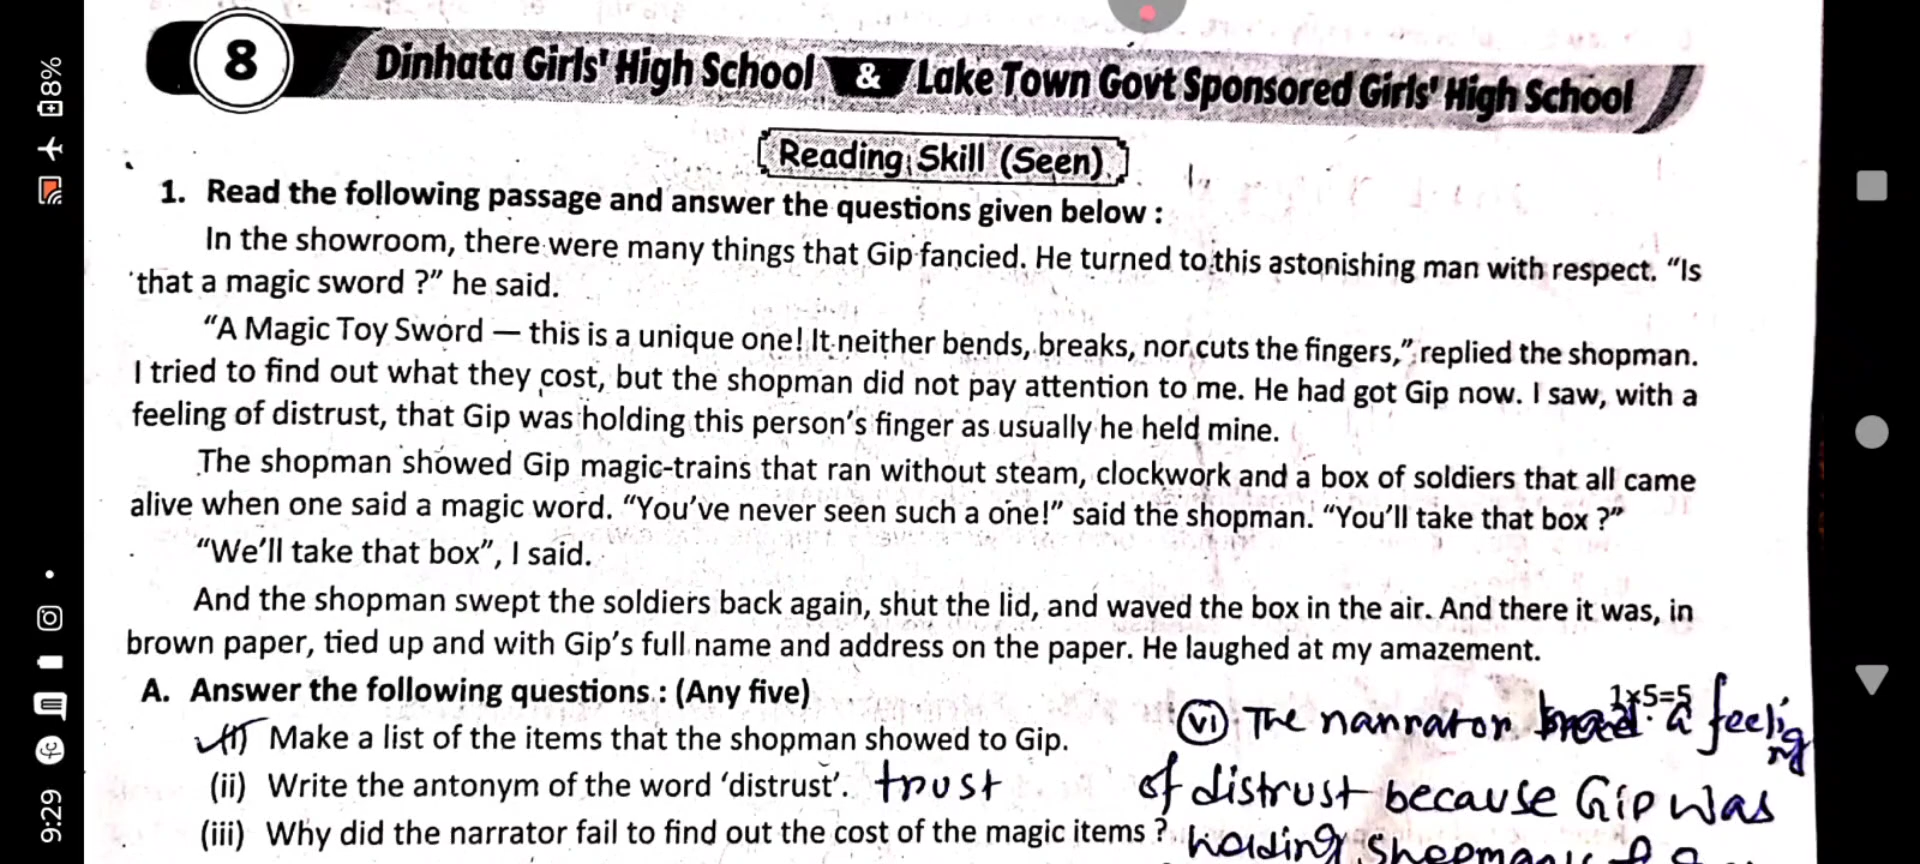 8 Dinhata Girls' High School & Lake Town Govt Sponsored Girls' High School
Reading Skill (Seen)
1. Read the following passage and answer the questions given below :
In the showroom, there were many things that Gip fancied. He turned to this astonishing man with respect. “Is
that a magic sword ?” he said.
“A Magic Toy Sword — this is a unique one! It neither bends, breaks, nor cuts the fingers,” replied the shopman.
I tried to find out what they cost, but the shopman did not pay attention to me. He had got Gip now. I saw, with a
feeling of distrust, that Gip was holding this person’s finger as usually he held mine.
The shopman showed Gip magic-trains that ran without steam, clockwork and a box of soldiers that all came
alive when one said a magic word. “You’ve never seen such a one!” said the shopman. “You’ll take that box ?”
“We’ll take that box”, I said.
And the shopman swept the soldiers back again, shut the lid, and waved the box in the air. And there it was, in
brown paper, tied up and with Gip’s full name and address on the paper. He laughed at my amazement.
A. Answer the following questions : (Any five) 1×5=5
(i) Make a list of the items that the shopman showed to Gip.
(ii) Write the antonym of the word ‘distrust’. trust
(iii) Why did the narrator fail to find out the cost of the magic items ?
(vi) The narrator a feeling
of distrust because Gip was
holding
8%
9:29